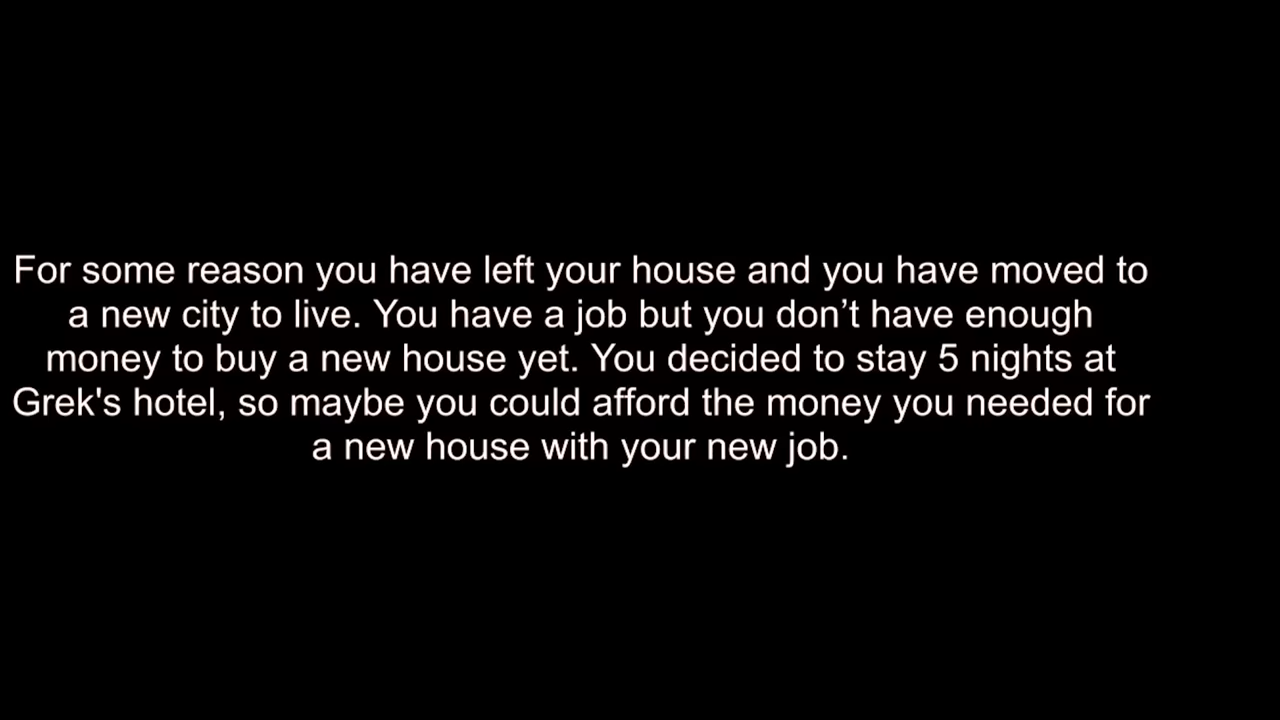 For some reason you have left your house and you have moved to
a new city to live. You have a job but you don’t have enough
money to buy a new house yet. You decided to stay 5 nights at
Grek's hotel, so maybe you could afford the money you needed for
a new house with your new job.